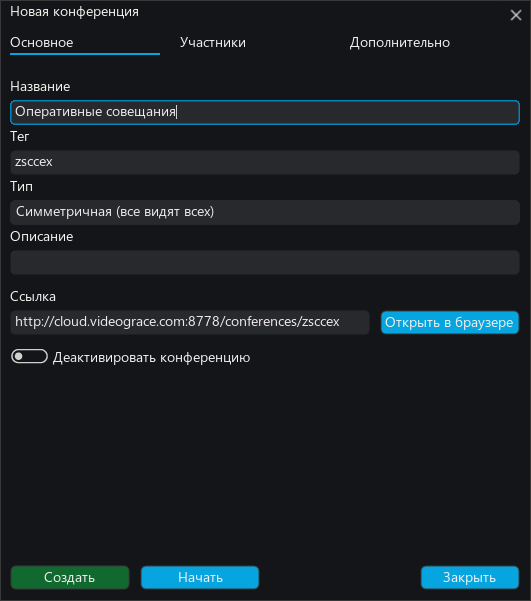 Новая конференция
Основное Участники Дополнительно
Название
Оперативные совещания
Тег
zsccex
Тип
Симметричная (все видят всех)
Описание
Ссылка
http://cloud.videograce.com:8778/conferences/zsccex Открыть в браузере
Деактивировать конференцию
Создать Начать Закрыть